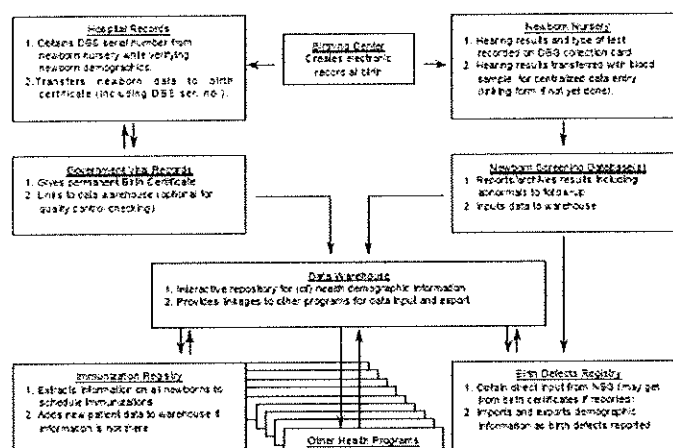 Hospital Records
1. Obtains DBS serial number from
newborn nursery while verifying
newborn demographics.
2. Transfers newborn data to birth
certificate (including DBS ser. no.).
Birthing Center
Creates electronic
record at birth
Newborn Nursery
1. Hearing results and type of test
recorded on DBS collection card
2. Hearing results transferred with blood
sample for centralized data entry
(linking form if not yet done).
Government Vital Records
1. Gives permanent Birth Certificate
2. Links to data warehouse (optional for
quality control checking)
Newborn Screening Database(s)
1. Reports/archives results including
abnormals to follow-up
2. Inputs data to warehouse
Data Warehouse
1. Interactive repository for (of) health demographic information
2. Provides linkages to other programs for data input and export
Immunization Registry
1. Extracts information on all newborns to
schedule immunizations
2. Adds new patient data to warehouse if
information is not there
Other Health Programs
Birth Defects Registry
1. Obtain direct input from NBS (may get
from birth certificates if reported)
2. Imports and exports demographic
information as birth defects reported